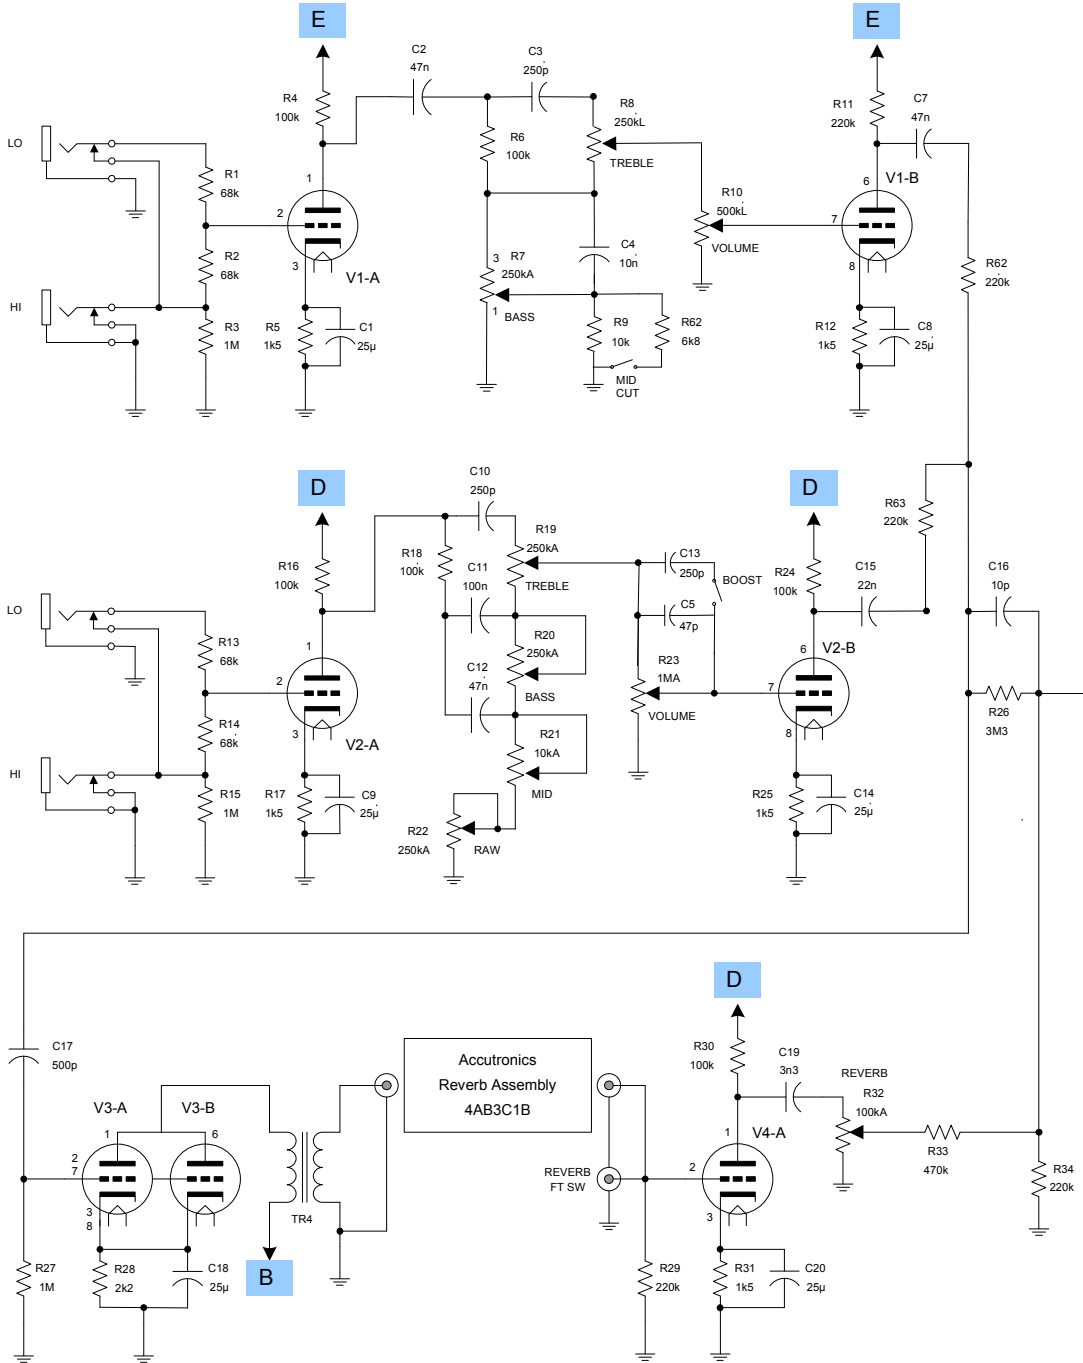 E
E
C2
47n
C3
250p
R4
100k
R8
250kL
R11
220k
C7
47n
LO
R6
100k
TREBLE
R1
68k
1
6
V1-B
2
R10
500kL
7
R2
68k
VOLUME
C4
10n
3
V1-A
3
R7
250kA
8
R62
220k
HI
1
BASS
R3
1M
R5
1k5
C1
25µ
R9
10k
R62
6k8
R12
1k5
C8
25µ
MID
CUT
D
C10
250p
D
R63
220k
R16
100k
R18
100k
R19
250kA
C11
100n
TREBLE
C13
250p
BOOST
R24
100k
C15
22n
C16
10p
LO
C5
47p
R13
68k
1
R20
250kA
6
V2-B
2
C12
47n
R23
1MA
7
BASS
R14
68k
3
V2-A
VOLUME
8
R26
3M3
R21
10kA
HI
MID
R15
1M
R17
1k5
C9
25µ
R25
1k5
C14
25µ
R22
250kA
RAW
D
C17
500p
Accutronics
Reverb Assembly
4AB3C1B
R30
100k
C19
3n3
REVERB
R32
100kA
V3-A
V3-B
1
6
1
V4-A
2
7
2
REVERB
FT SW
R33
470k
R34
220k
3
8
TR4
3
R27
1M
R28
2k2
C18
25µ
B
R29
220k
R31
1k5
C20
25µ